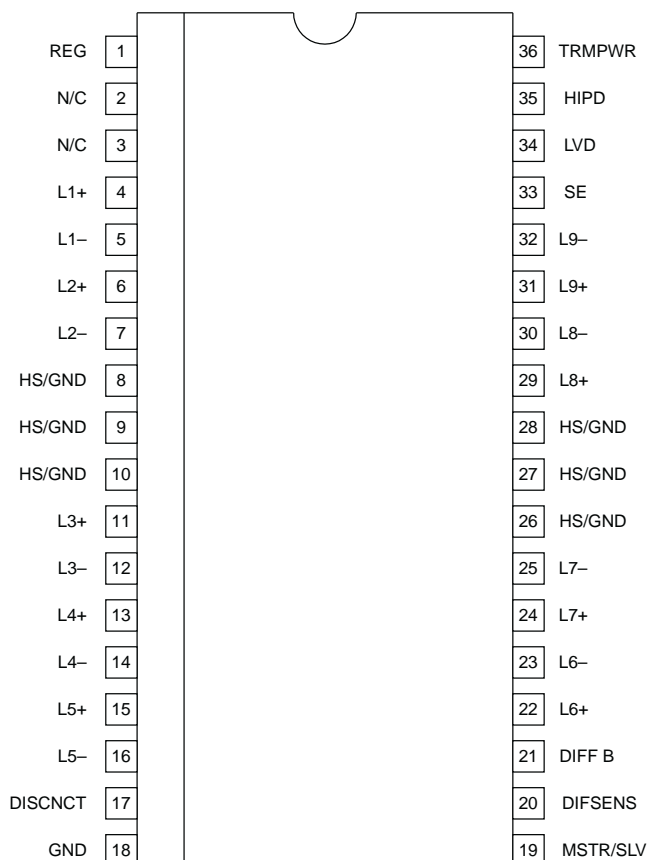 REG 1 36 TRMPWR
N/C 2 35 HIPD
N/C 3 34 LVD
L1+ 4 33 SE
L1– 5 32 L9–
L2+ 6 31 L9+
L2– 7 30 L8–
HS/GND 8 29 L8+
HS/GND 9 28 HS/GND
HS/GND 10 27 HS/GND
L3+ 11 26 HS/GND
L3– 12 25 L7–
L4+ 13 24 L7+
L4– 14 23 L6–
L5+ 15 22 L6+
L5– 16 21 DIFF B
DISCNCT 17 20 DIFSENS
GND 18 19 MSTR/SLV